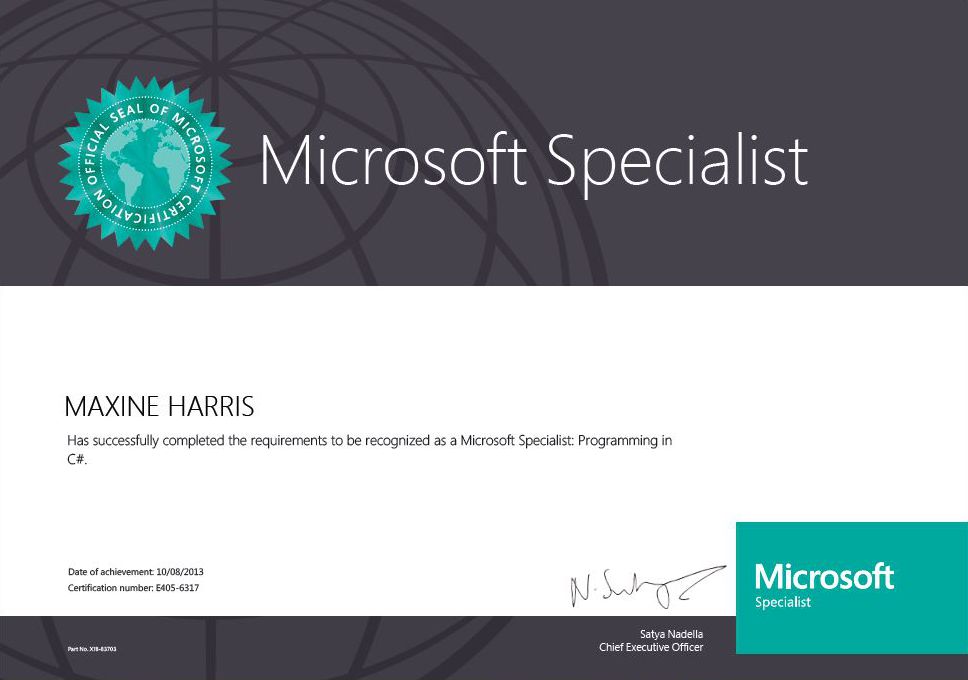 OFFICIAL SEAL OF MICROSOFT CERTIFICATION
Microsoft Specialist
MAXINE HARRIS
Has successfully completed the requirements to be recognized as a Microsoft Specialist: Programming in
C#.
Date of achievement: 10/08/2013
Certification number: E405-6317
N. Satya
Microsoft
Specialist
Satya Nadella
Chief Executive Officer
Part No. X18-83703